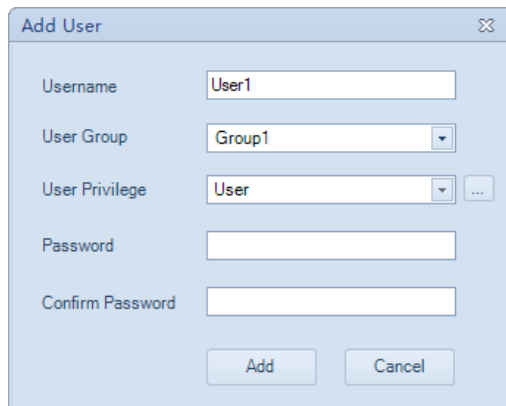 Add User
Username User1
User Group Group1
User Privilege User ...
Password
Confirm Password
Add Cancel